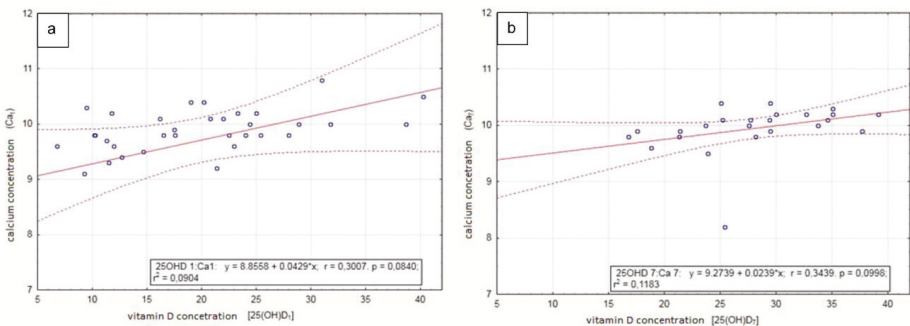 a
12
11
10
9
8
7
calcium concentration (Ca₁)
5 10 15 20 25 30 35 40
vitamin D concetration [25(OH)D₁]
25OHD 1:Ca1: y = 8.8558 + 0.0429*x; r = 0,3007. p = 0,0840;
r² = 0,0904
b
12
11
10
9
8
7
calcium concetration (Ca₇)
5 10 15 20 25 30 35 40
vitamin D concetration [25(OH)D₇]
25OHD 7:Ca 7: y = 9.2739 + 0.0239*x; r = 0.3439. p = 0,0998;
r² = 0,1183